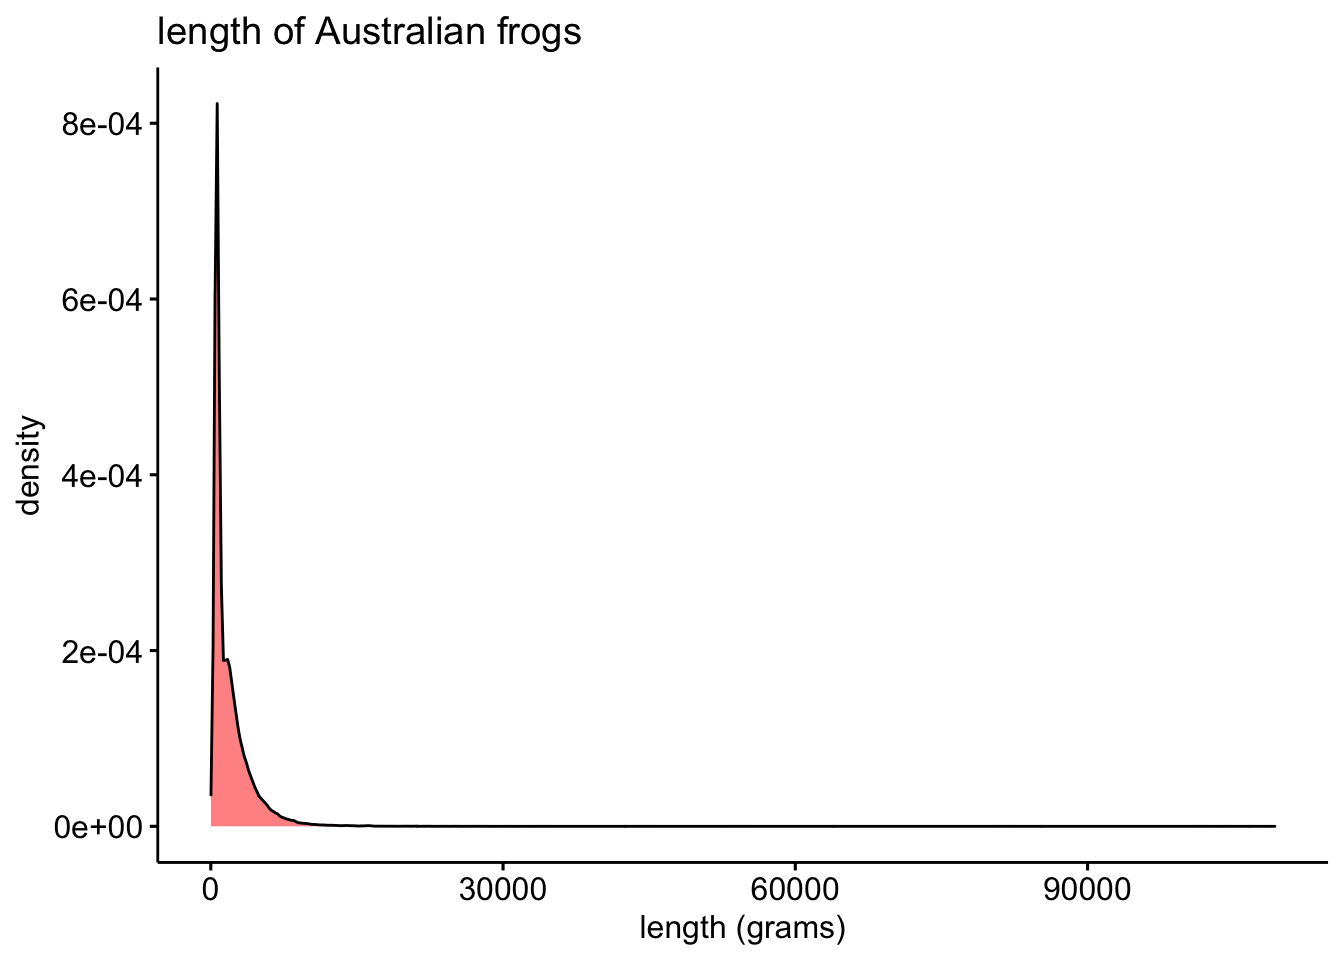 length of Australian frogs
8e-04
6e-04
4e-04
2e-04
0e+00
density
0
30000
60000
90000
length (grams)